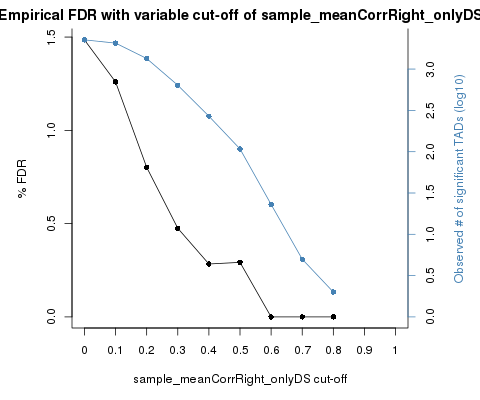 Empirical FDR with variable cut-off of sample_meanCorrRight_onlyDS
% FDR
0.0 0.5 1.0 1.5
0.0 0.5 1.0 1.5 2.0 2.5 3.0
Observed # of significant TADs (log10)
0 0.1 0.2 0.3 0.4 0.5 0.6 0.7 0.8 0.9 1
sample_meanCorrRight_onlyDS cut-off